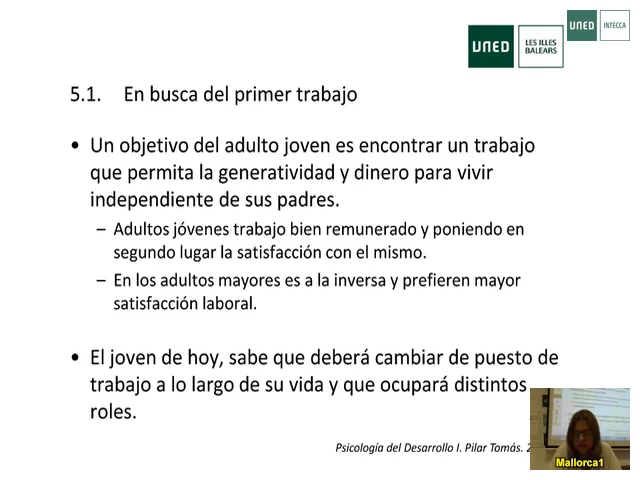 UNED
INTECCA
UNED
LES ILLES
BALEARS
5.1. En busca del primer trabajo
• Un objetivo del adulto joven es encontrar un trabajo
que permita la generatividad y dinero para vivir
independiente de sus padres.
– Adultos jóvenes trabajo bien remunerado y poniendo en
segundo lugar la satisfacción con el mismo.
– En los adultos mayores es a la inversa y prefieren mayor
satisfacción laboral.
• El joven de hoy, sabe que deberá cambiar de puesto de
trabajo a lo largo de su vida y que ocupará distintos
roles.
Psicología del Desarrollo I. Pilar Tomás. 2
Mallorca1